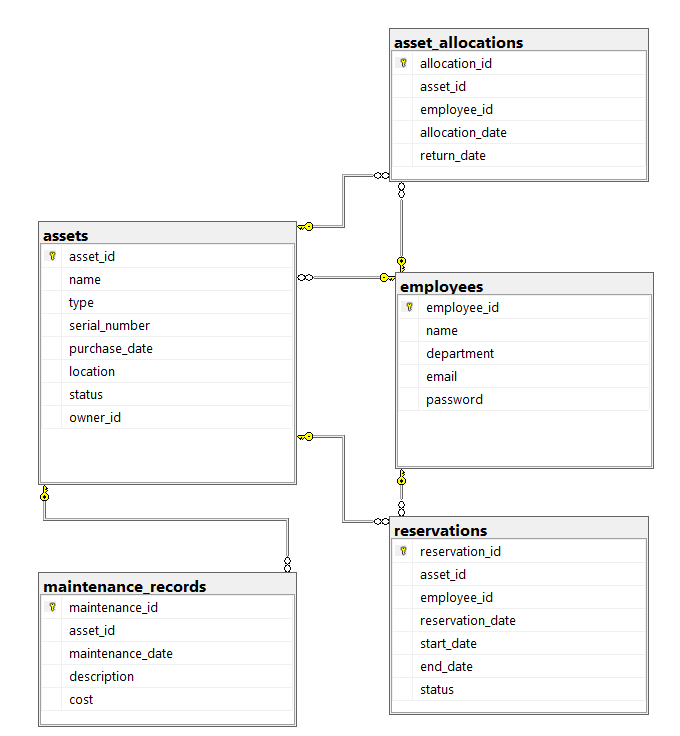 asset_allocations
allocation_id
asset_id
employee_id
allocation_date
return_date
assets
asset_id
name
type
serial_number
purchase_date
location
status
owner_id
employees
employee_id
name
department
email
password
reservations
reservation_id
asset_id
employee_id
reservation_date
start_date
end_date
status
maintenance_records
maintenance_id
asset_id
maintenance_date
description
cost